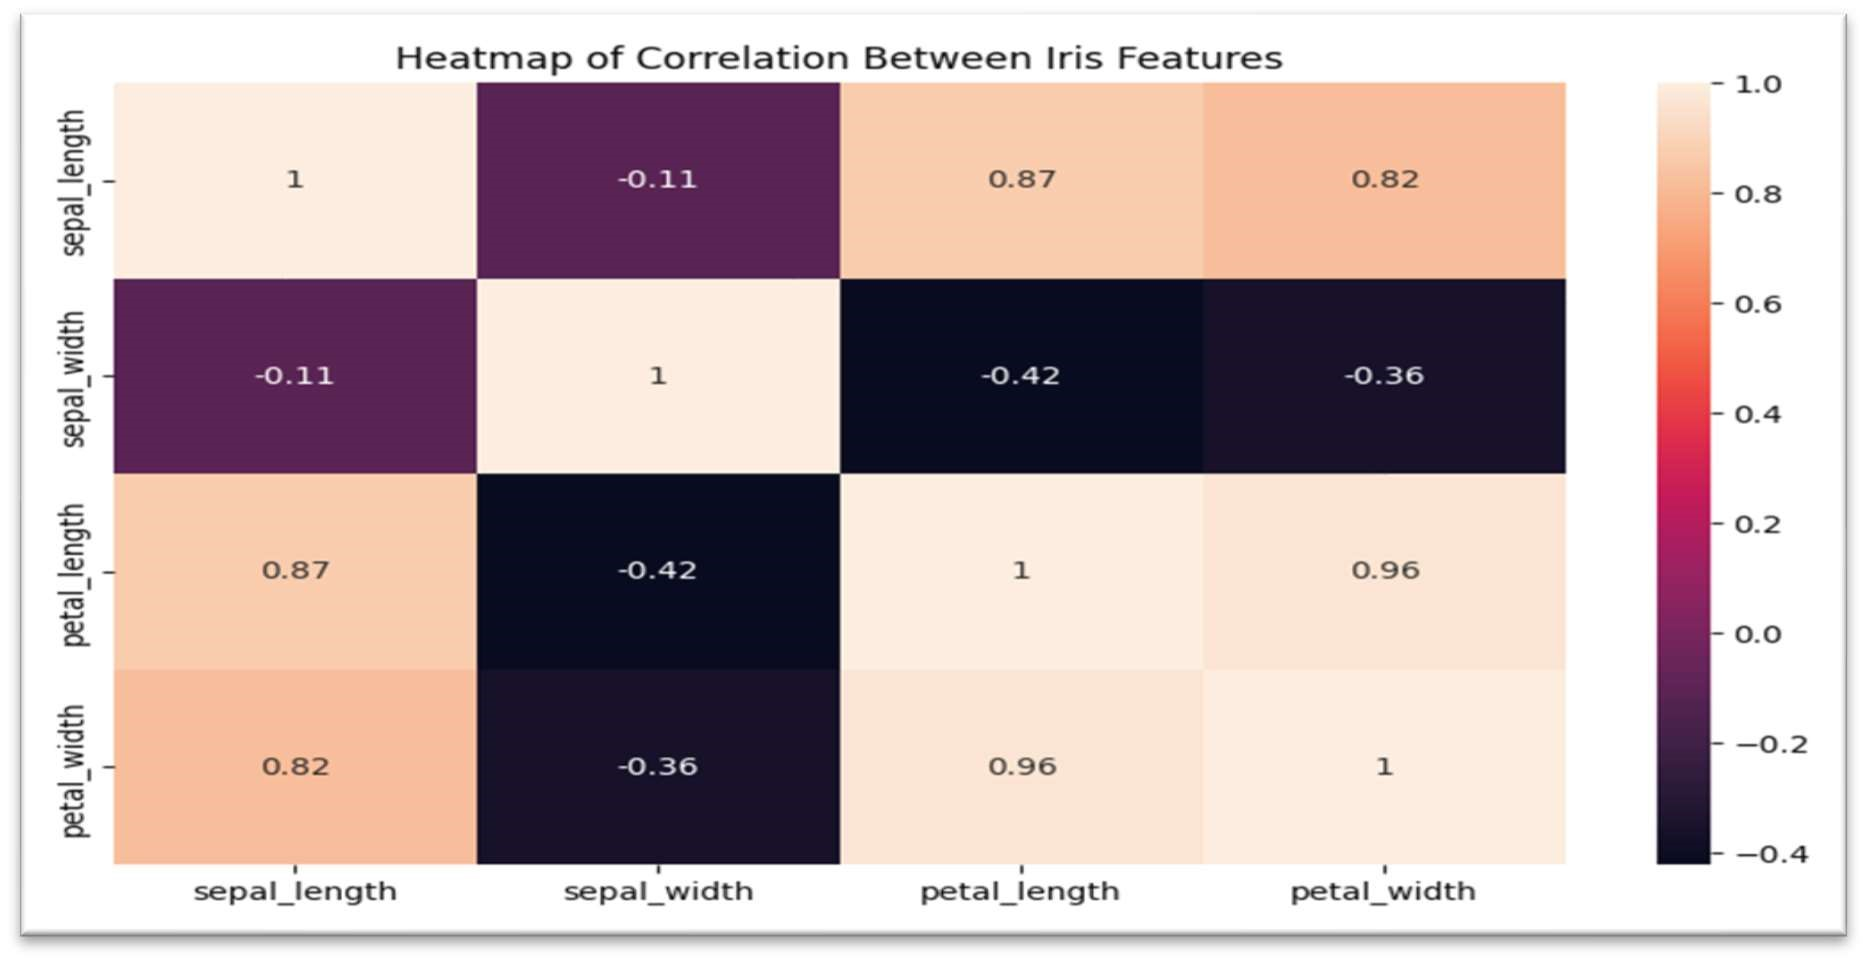 Heatmap of Correlation Between Iris Features
sepal_length
1 -0.11 0.87 0.82
sepal_width
-0.11 1 -0.42 -0.36
petal_length
0.87 -0.42 1 0.96
petal_width
0.82 -0.36 0.96 1
sepal_length sepal_width petal_length petal_width
1.0
0.8
0.6
0.4
0.2
0.0
−0.2
−0.4